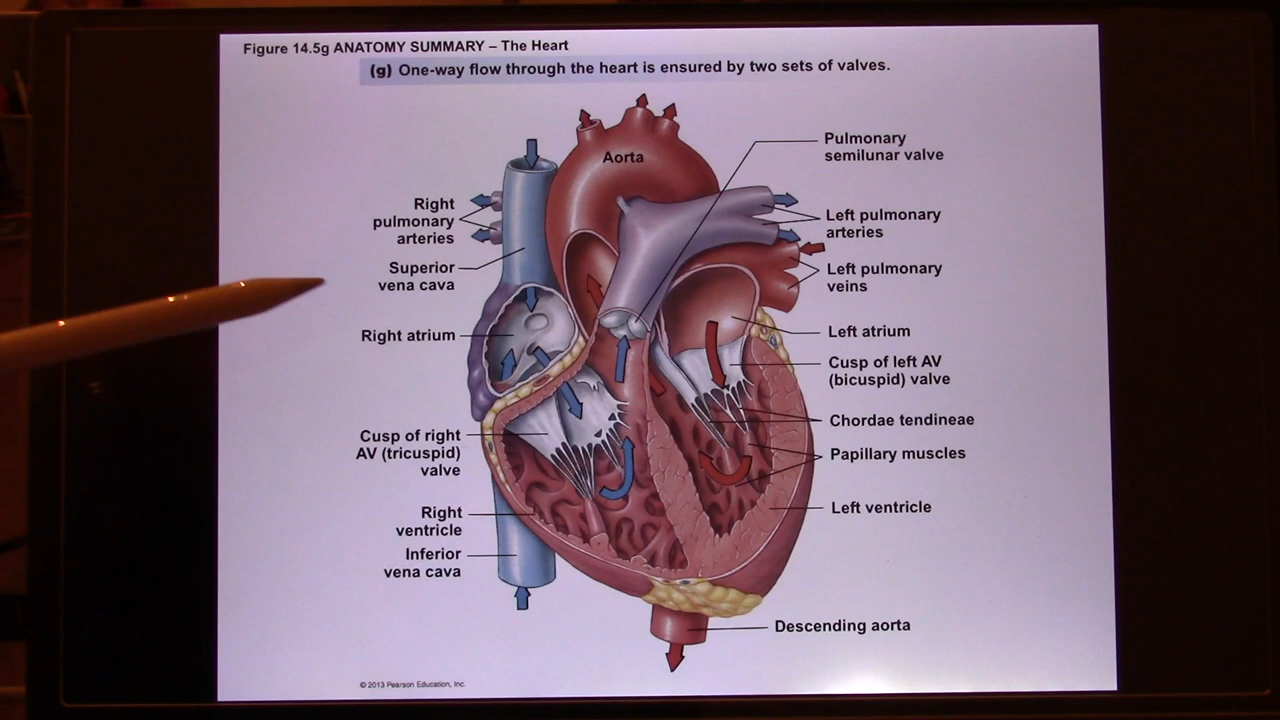 Figure 14.5g ANATOMY SUMMARY – The Heart
(g) One-way flow through the heart is ensured by two sets of valves.
Aorta
Pulmonary
semilunar valve
Right
pulmonary
arteries
Left pulmonary
arteries
Superior
vena cava
Left pulmonary
veins
Right atrium
Left atrium
Cusp of left AV
(bicuspid) valve
Chordae tendineae
Cusp of right
AV (tricuspid)
valve
Papillary muscles
Right
ventricle
Left ventricle
Inferior
vena cava
Descending aorta
© 2013 Pearson Education, Inc.